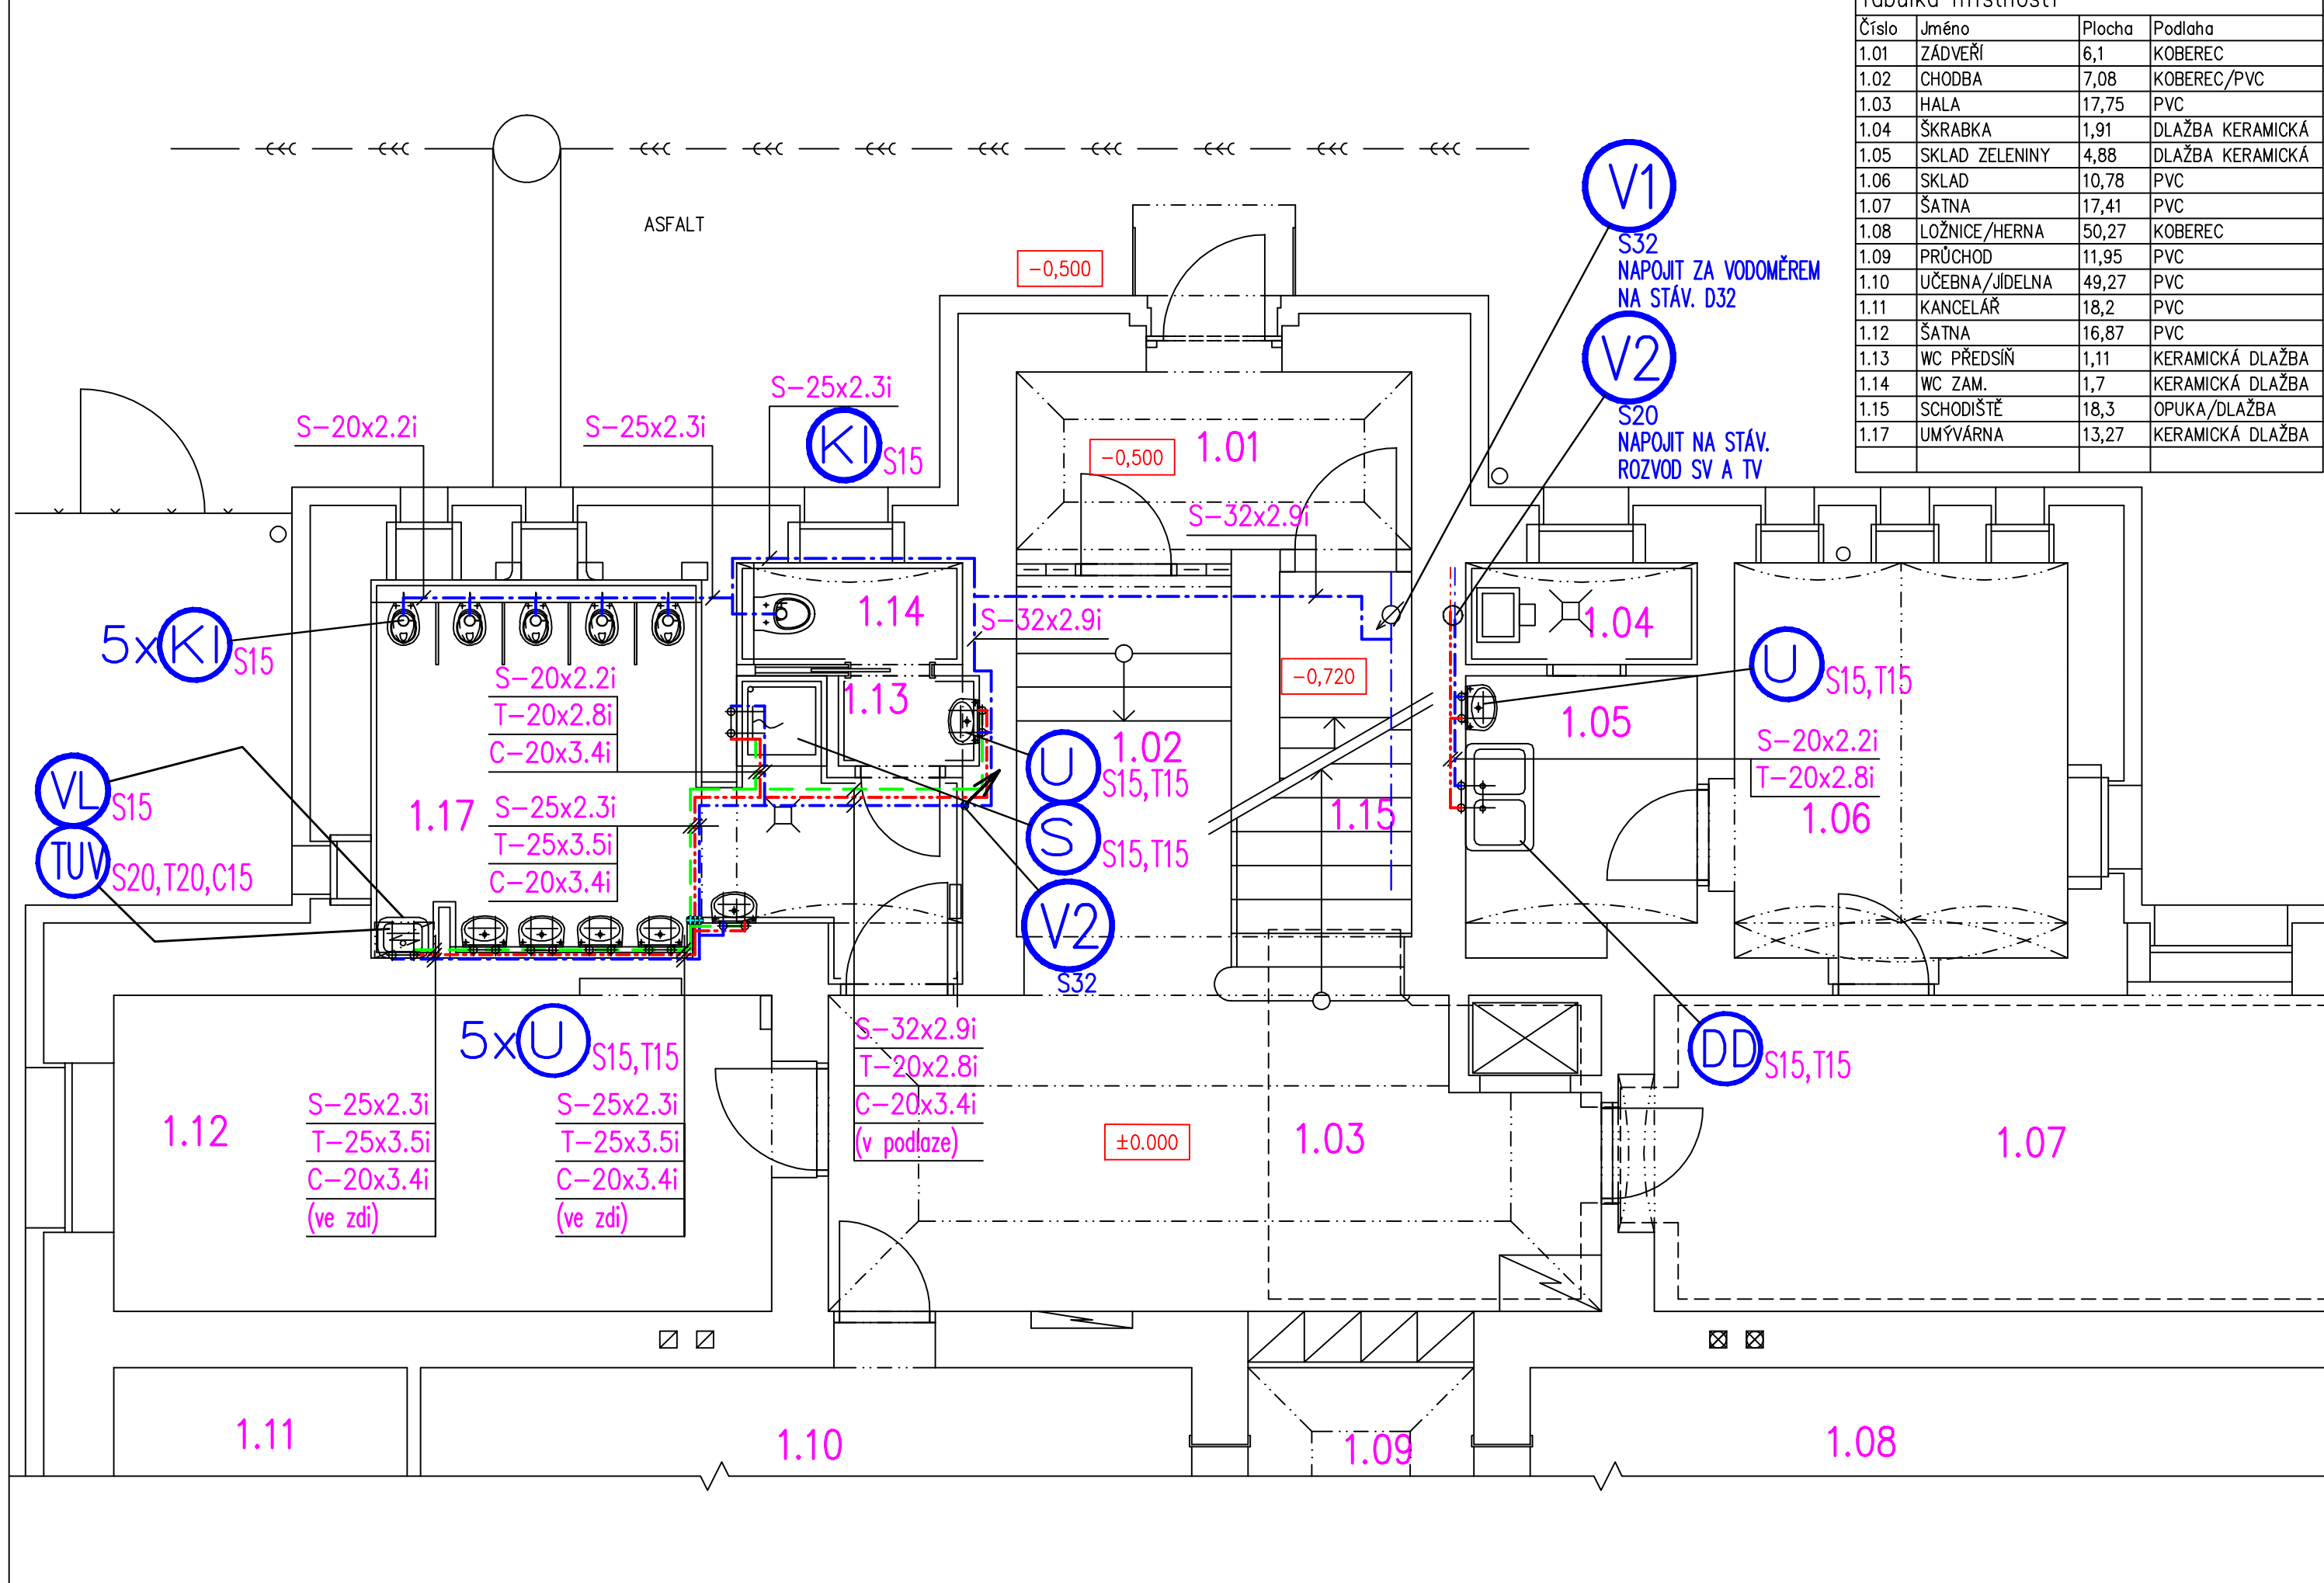 Tabulka místností
Číslo Jméno Plocha Podlaha
1.01 ZÁDVEŘÍ 6,1 KOBEREC
1.02 CHODBA 7,08 KOBEREC/PVC
1.03 HALA 17,75 PVC
1.04 ŠKRABKA 1,91 DLAŽBA KERAMICKÁ
1.05 SKLAD ZELENINY 4,88 DLAŽBA KERAMICKÁ
1.06 SKLAD 10,78 PVC
1.07 ŠATNA 17,41 PVC
1.08 LOŽNICE/HERNA 50,27 KOBEREC
1.09 PRŮCHOD 11,95 PVC
1.10 UČEBNA/JÍDELNA 49,27 PVC
1.11 KANCELÁŘ 18,2 PVC
1.12 ŠATNA 16,87 PVC
1.13 WC PŘEDSÍŇ 1,11 KERAMICKÁ DLAŽBA
1.14 WC ZAM. 1,7 KERAMICKÁ DLAŽBA
1.15 SCHODIŠTĚ 18,3 OPUKA/DLAŽBA
1.17 UMÝVÁRNA 13,27 KERAMICKÁ DLAŽBA
ASFALT
-0,500
V1
S32
NAPOJIT ZA VODOMĚREM
NA STÁV. D32
V2
S20
NAPOJIT NA STÁV.
ROZVOD SV A TV
S-20x2.2i
S-25x2.3i
S-25x2.3i
KI
S15
-0,500
1.01
S-32x2.9i
5x KI
S15
1.14
S-32x2.9i
1.04
U
S15,T15
-0,720
1.13
1.02
1.05
S-20x2.2i
T-20x2.8i
C-20x3.4i
S-20x2.2i
T-20x2.8i
1.06
VL
S15
TUV
S20,T20,C15
1.17
S-25x2.3i
T-25x3.5i
C-20x3.4i
U
S15,T15
S
S15,T15
V2
S32
1.15
DD
S15,T15
5x U
S15,T15
1.12
S-25x2.3i
T-25x3.5i
C-20x3.4i
(ve zdi)
S-25x2.3i
T-25x3.5i
C-20x3.4i
(ve zdi)
S-32x2.9i
T-20x2.8i
C-20x3.4i
(v podlaze)
±0.000
1.03
1.07
1.11
1.10
1.09
1.08